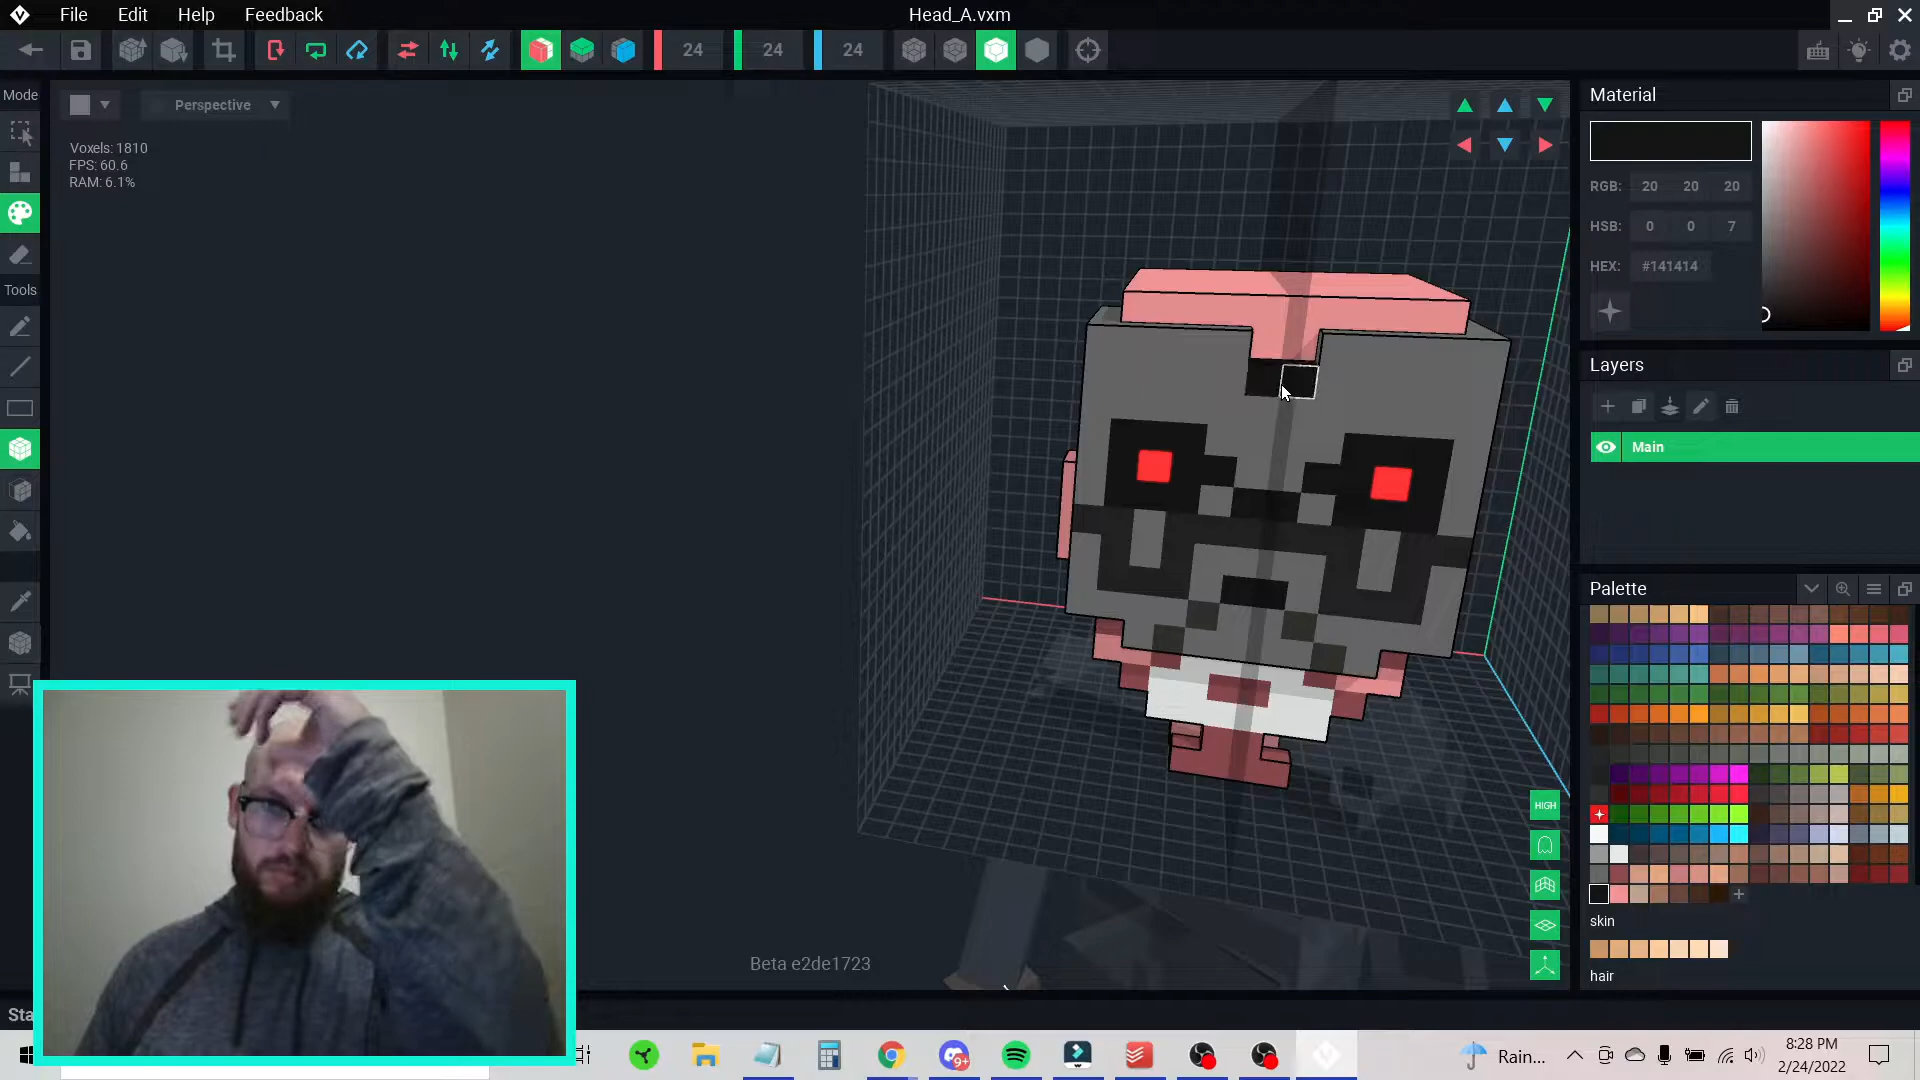 File Edit Help Feedback
Head_A.vxm
24 24 24
Mode
Perspective
Material
Voxels: 1810
FPS: 60.6
RAM: 6.1%
RGB: 20 20 20
HSB: 0 0 7
HEX: #141414
Tools
Layers
Main
Palette
HIGH
skin
hair
Beta e2de1723
Sta
9+
Rain...
8:28 PM
2/24/2022